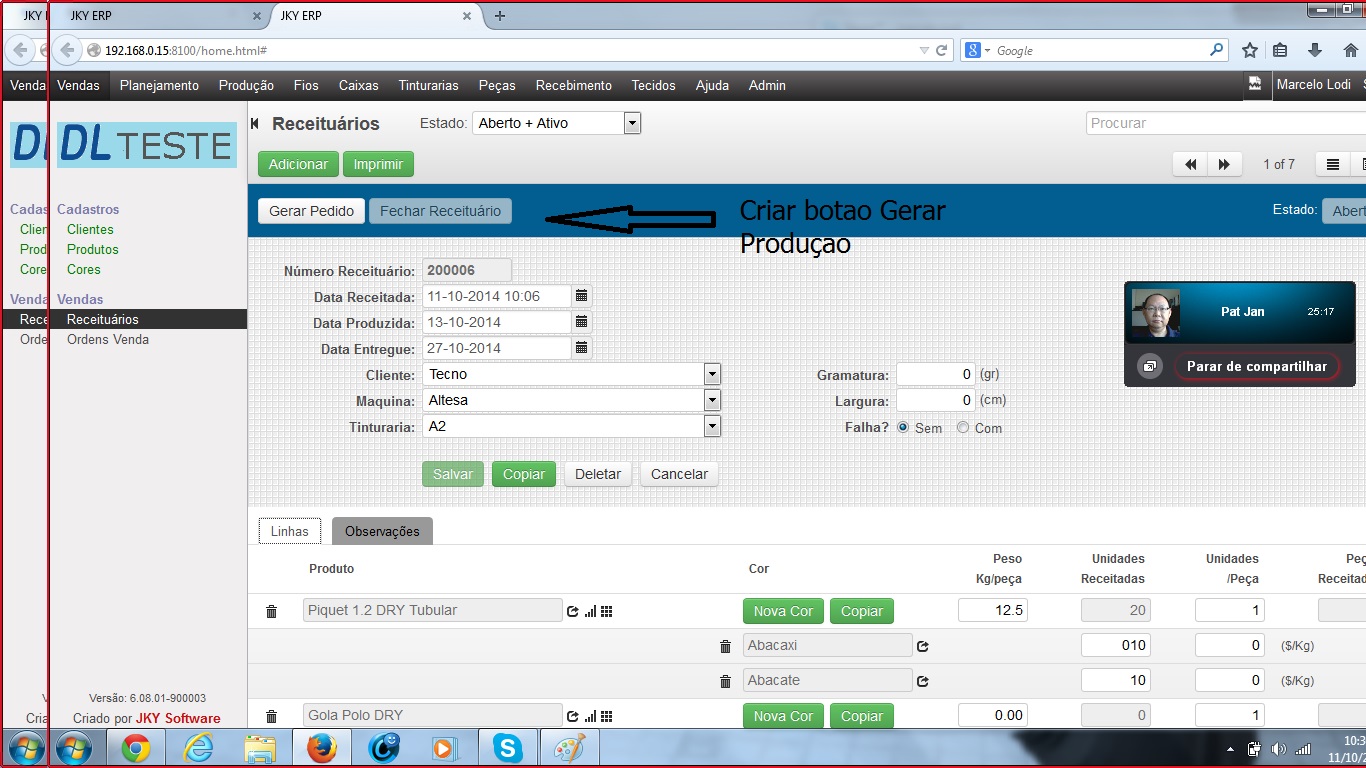 JKY E
JKY ERP
JKY ERP
192.168.0.15:8100/home.html#
Google
Venda
Vendas Planejamento Produção Fios Caixas Tinturarias Peças Recebimento Tecidos Ajuda Admin
Marcelo Lodi
DL TESTE
Receituários
Estado: Aberto + Ativo
Procurar
Adicionar Imprimir
1 of 7
Gerar Pedido Fechar Receituário
Criar botao Gerar
Produçao
Estado: Abert
Cadas
Clien
Prod
Core
Vend
Rece
Orde
Cadastros
Clientes
Produtos
Cores
Vendas
Receituários
Ordens Venda
Número Receituário: 200006
Data Receitada: 11-10-2014 10:06
Data Produzida: 13-10-2014
Data Entregue: 27-10-2014
Cliente: Tecno
Maquina: Altesa
Tinturaria: A2
Gramatura: 0 (gr)
Largura: 0 (cm)
Falha? Sem Com
Pat Jan 25:17
Parar de compartilhar
Salvar Copiar Deletar Cancelar
Linhas Observações
Produto
Cor
Peso
Kg/peça
Unidades
Receitadas
Unidades
/Peça
Peç
Receitad
Piquet 1.2 DRY Tubular Nova Cor Copiar 12.5 20 1
Abacaxi 010 0 ($/Kg)
Abacate 10 0 ($/Kg)
Gola Polo DRY Nova Cor Copiar 0.00 0 1
V
Cria
Versão: 6.08.01-900003
Criado por JKY Software
10:3
11/10/2